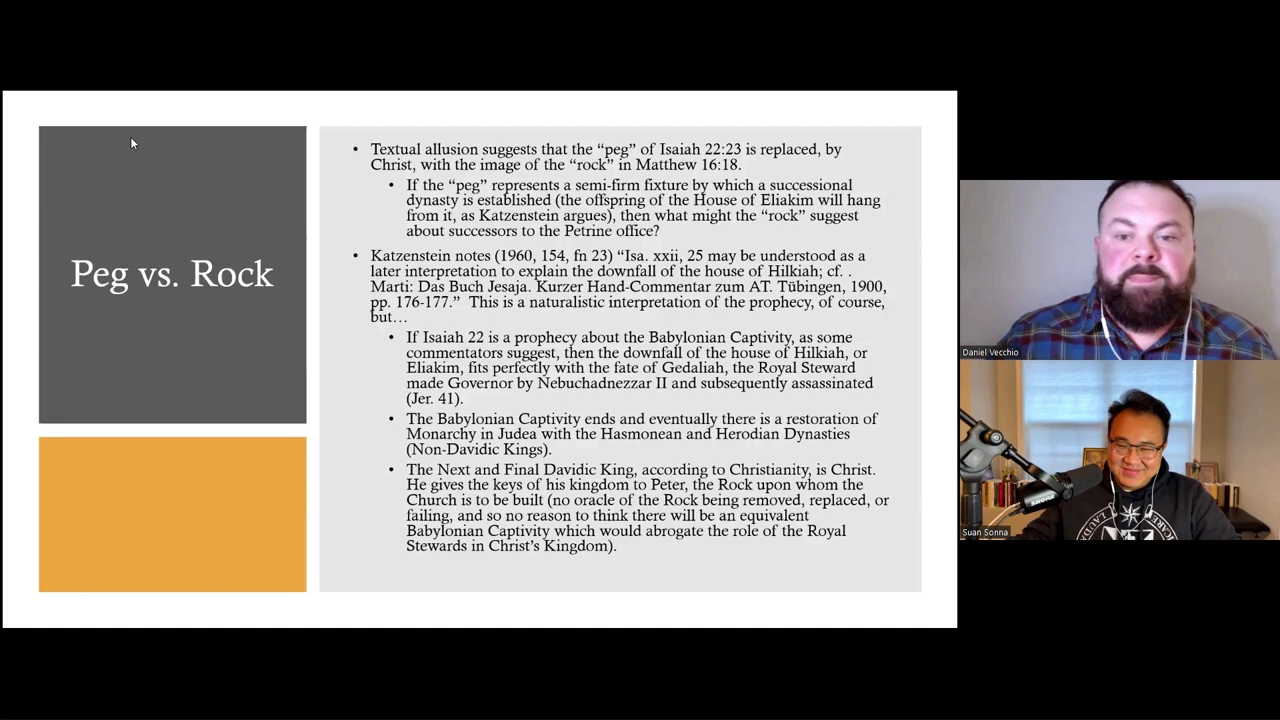 Peg vs. Rock
• Textual allusion suggests that the “peg” of Isaiah 22:23 is replaced, by
Christ, with the image of the “rock” in Matthew 16:18.
• If the “peg” represents a semi-firm fixture by which a successional
dynasty is established (the offspring of the House of Eliakim will hang
from it, as Katzenstein argues), then what might the “rock” suggest
about successors to the Petrine office?
• Katzenstein notes (1960, 154, fn 23) “Isa. xxii, 25 may be understood as a
later interpretation to explain the downfall of the house of Hilkiah; cf. .
Marti: Das Buch Jesaja. Kurzer Hand-Commentar zum AT. Tübingen, 1900,
pp. 176-177.” This is a naturalistic interpretation of the prophecy, of course,
but…
• If Isaiah 22 is a prophecy about the Babylonian Captivity, as some
commentators suggest, then the downfall of the house of Hilkiah, or
Eliakim, fits perfectly with the fate of Gedaliah, the Royal Steward
made Governor by Nebuchadnezzar II and subsequently assassinated
(Jer. 41).
• The Babylonian Captivity ends and eventually there is a restoration of
Monarchy in Judea with the Hasmonean and Herodian Dynasties
(Non-Davidic Kings).
• The Next and Final Davidic King, according to Christianity, is Christ.
He gives the keys of his kingdom to Peter, the Rock upon whom the
Church is to be built (no oracle of the Rock being removed, replaced, or
failing, and so no reason to think there will be an equivalent
Babylonian Captivity which would abrogate the role of the Royal
Stewards in Christ’s Kingdom).
Daniel Vecchio
Suan Sonna